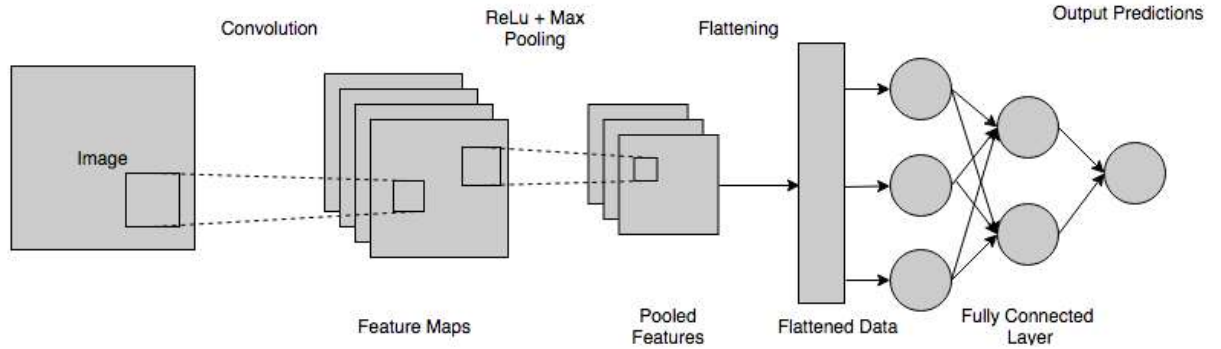 Convolution
ReLu + Max
Pooling
Flattening
Output Predictions
Image
Feature Maps
Pooled
Features
Flattened Data
Fully Connected
Layer